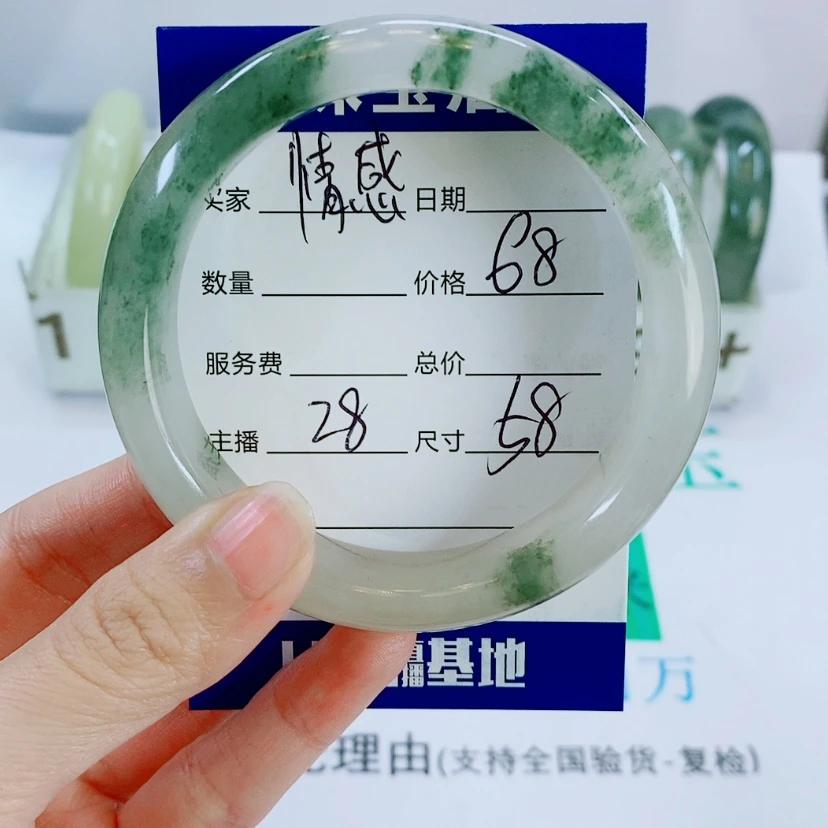 买家 情感 日期
数量 价格 68
服务费 总价
主播 28 尺寸 58
播基地
万
理由(支持全国验货-复检)